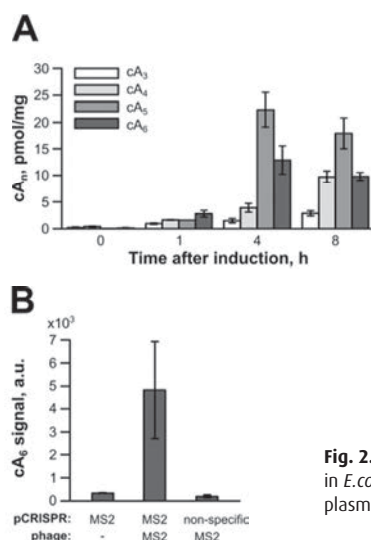 A
cAₙ, pmol/mg
30
25
20
15
10
5
0
cA₃
cA₄
cA₅
cA₆
0 1 4 8
Time after induction, h
B
x10³
cA₆ signal, a.u.
7
6
5
4
3
2
1
0
pCRISPR: MS2 MS2 non-specific
phage: - MS2 MS2
Fig. 2.
in E.co
plasm